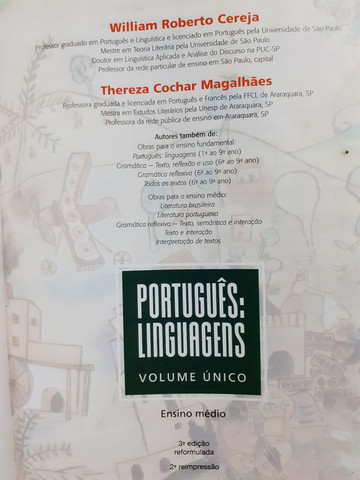 William Roberto Cereja
Professor graduado em Português e Linguística e licenciado em Português pela Universidade de São Paulo
Mestre em Teoria Literária pela Universidade de São Paulo
Doutor em Linguística Aplicada e Análise do Discurso na PUC-SP
Professor da rede particular de ensino em São Paulo, capital
Thereza Cochar Magalhães
Professora graduada e licenciada em Português e Francês pela FFCL de Araraquara, SP
Mestra em Estudos Literários pela Unesp de Araraquara, SP
Professora da rede pública de ensino em Araraquara, SP
Autores também de:
Obras para o ensino fundamental:
Português: linguagens (1º ao 9º ano)
Gramática – Texto, reflexão e uso (6º ao 9º ano)
Gramática reflexiva (6º ao 9º ano)
Todos os textos (6º ao 9º ano)
Obras para o ensino médio:
Literatura brasileira
Literatura portuguesa
Gramática reflexiva – Texto, semântica e interação
Texto e interação
Interpretação de textos
PORTUGUÊS:
LINGUAGENS
VOLUME ÚNICO
Ensino médio
3ª edição
reformulada
2ª reimpressão